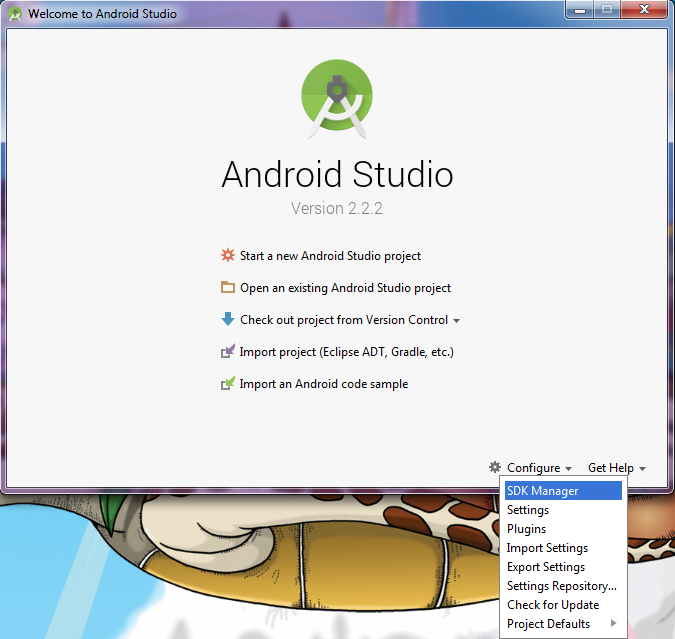 Welcome to Android Studio
Android Studio
Version 2.2.2
Start a new Android Studio project
Open an existing Android Studio project
Check out project from Version Control
Import project (Eclipse ADT, Gradle, etc.)
Import an Android code sample
Configure Get Help
SDK Manager
Settings
Plugins
Import Settings
Export Settings
Settings Repository...
Check for Update
Project Defaults